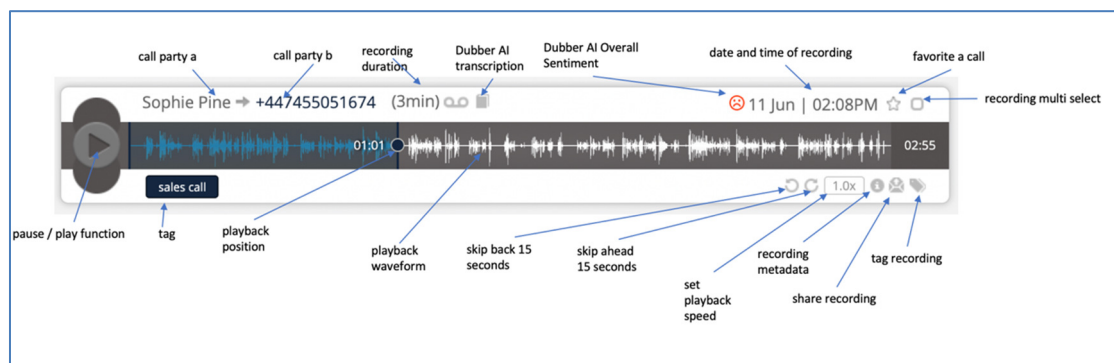 call party a
call party b
recording
duration
Dubber AI
transcription
Dubber AI Overall
Sentiment
date and time of recording
favorite a call
recording multi select
Sophie Pine
+447455051674
(3min)
11 Jun | 02:08PM
01:01
02:55
sales call
1.0x
pause / play function
tag
playback
position
playback
waveform
skip back 15
seconds
skip ahead
15 seconds
set
playback
speed
recording
metadata
share recording
tag recording